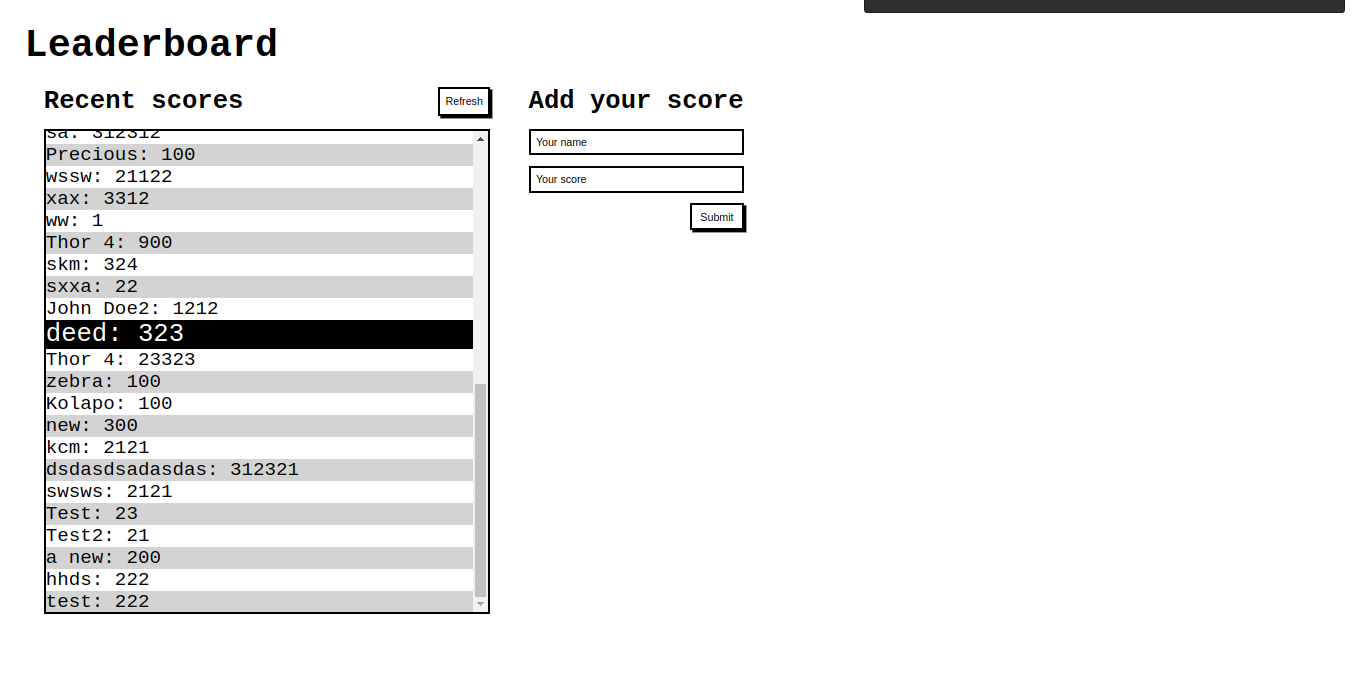 Leaderboard
Recent scores
Refresh
sa: 312312
Precious: 100
wssw: 21122
xax: 3312
ww: 1
Thor 4: 900
skm: 324
sxxa: 22
John Doe2: 1212
deed: 323
Thor 4: 23323
zebra: 100
Kolapo: 100
new: 300
kcm: 2121
dsdasdsadasdas: 312321
swsws: 2121
Test: 23
Test2: 21
a new: 200
hhds: 222
test: 222
Add your score
Your name
Your score
Submit